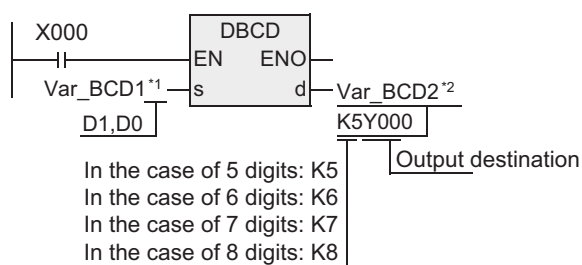 X000
DBCD
EN ENO
Var_BCD1*1 s d Var_BCD2*2
D1,D0 K5Y000
Output destination
In the case of 5 digits: K5
In the case of 6 digits: K6
In the case of 7 digits: K7
In the case of 8 digits: K8